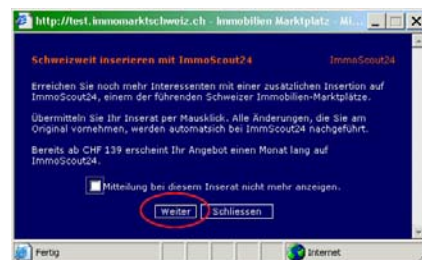 http://test.immomarktschweiz.ch - Immobilien Marktplatz - Mi...
Schweizweit inserieren mit ImmoScout24
ImmoScout24
Erreichen Sie noch mehr Interessenten mit einer zusätzlichen Insertion auf
ImmoScout24, einem der führenden Schweizer Immobilien-Marktplätze.
Übermitteln Sie Ihr Inserat per Mausklick. Alle Änderungen, die Sie am
Original vornehmen, werden automatsich bei ImmScout24 nachgeführt.
Bereits ab CHF 139 erscheint Ihr Angebot einen Monat lang auf
ImmoScout24.
Mitteilung bei diesem Inserat nicht mehr anzeigen.
Weiter Schliessen
Fertig Internet